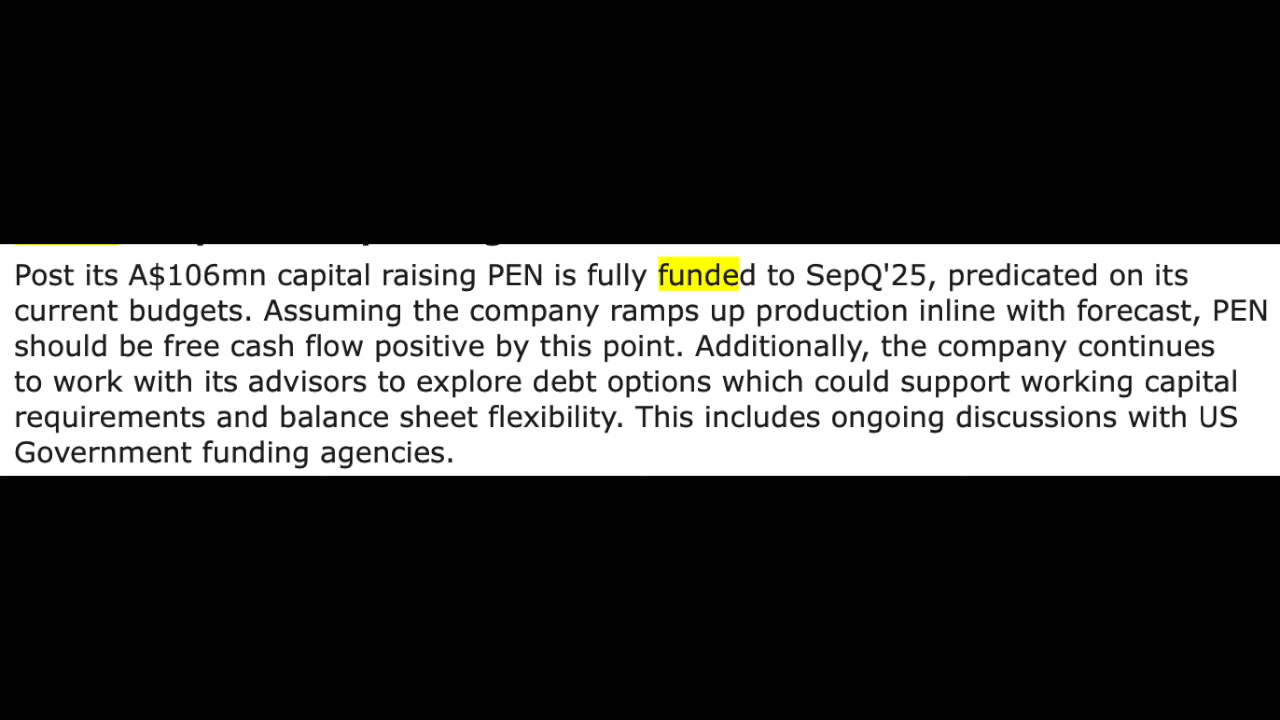 Post its A$106mn capital raising PEN is fully funded to SepQ'25, predicated on its
current budgets. Assuming the company ramps up production inline with forecast, PEN
should be free cash flow positive by this point. Additionally, the company continues
to work with its advisors to explore debt options which could support working capital
requirements and balance sheet flexibility. This includes ongoing discussions with US
Government funding agencies.